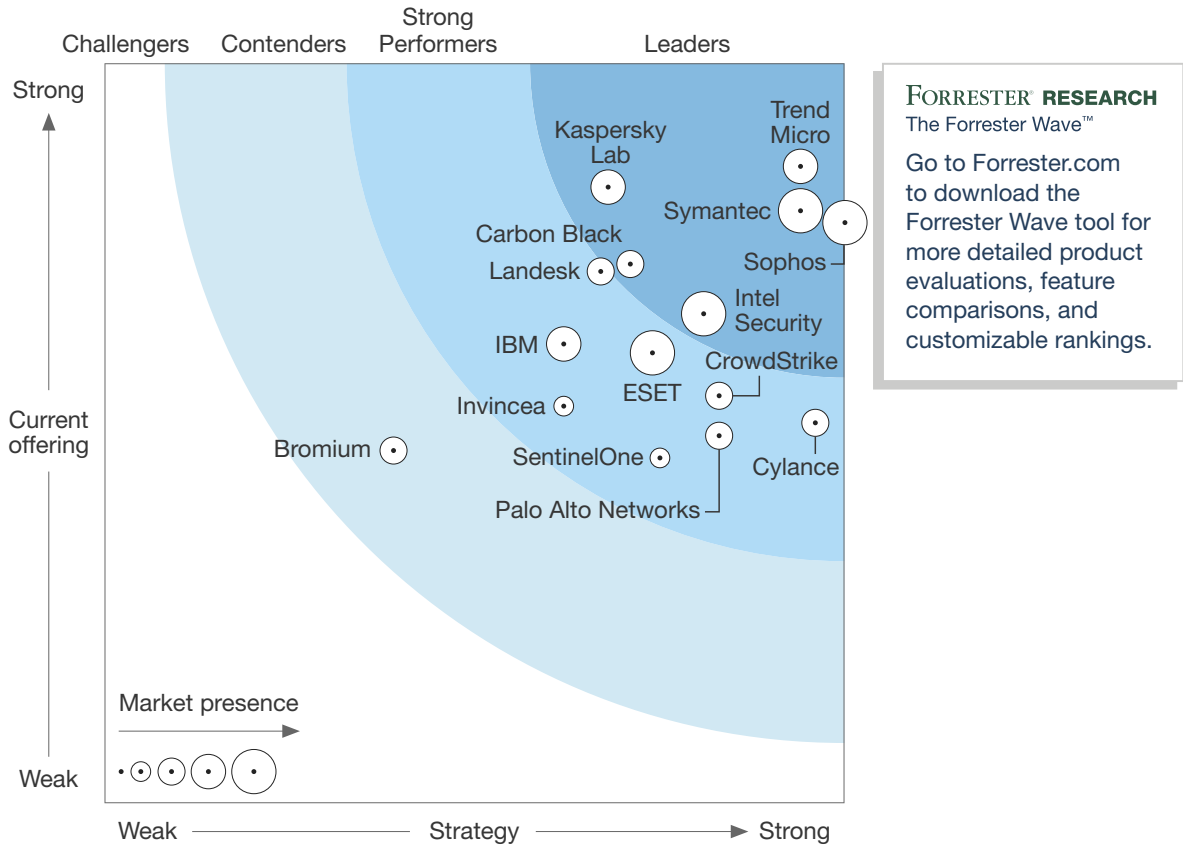 Challengers
Contenders
Strong
Performers
Leaders
Strong
Current
offering
Weak
Kaspersky
Lab
Trend
Micro
Symantec
Sophos
Carbon Black
Landesk
Intel
Security
IBM
ESET
CrowdStrike
Invincea
Bromium
SentinelOne
Cylance
Palo Alto Networks
Market presence
Weak
Strategy
Strong
FORRESTER® RESEARCH
The Forrester Wave™
Go to Forrester.com
to download the
Forrester Wave tool for
more detailed product
evaluations, feature
comparisons, and
customizable rankings.